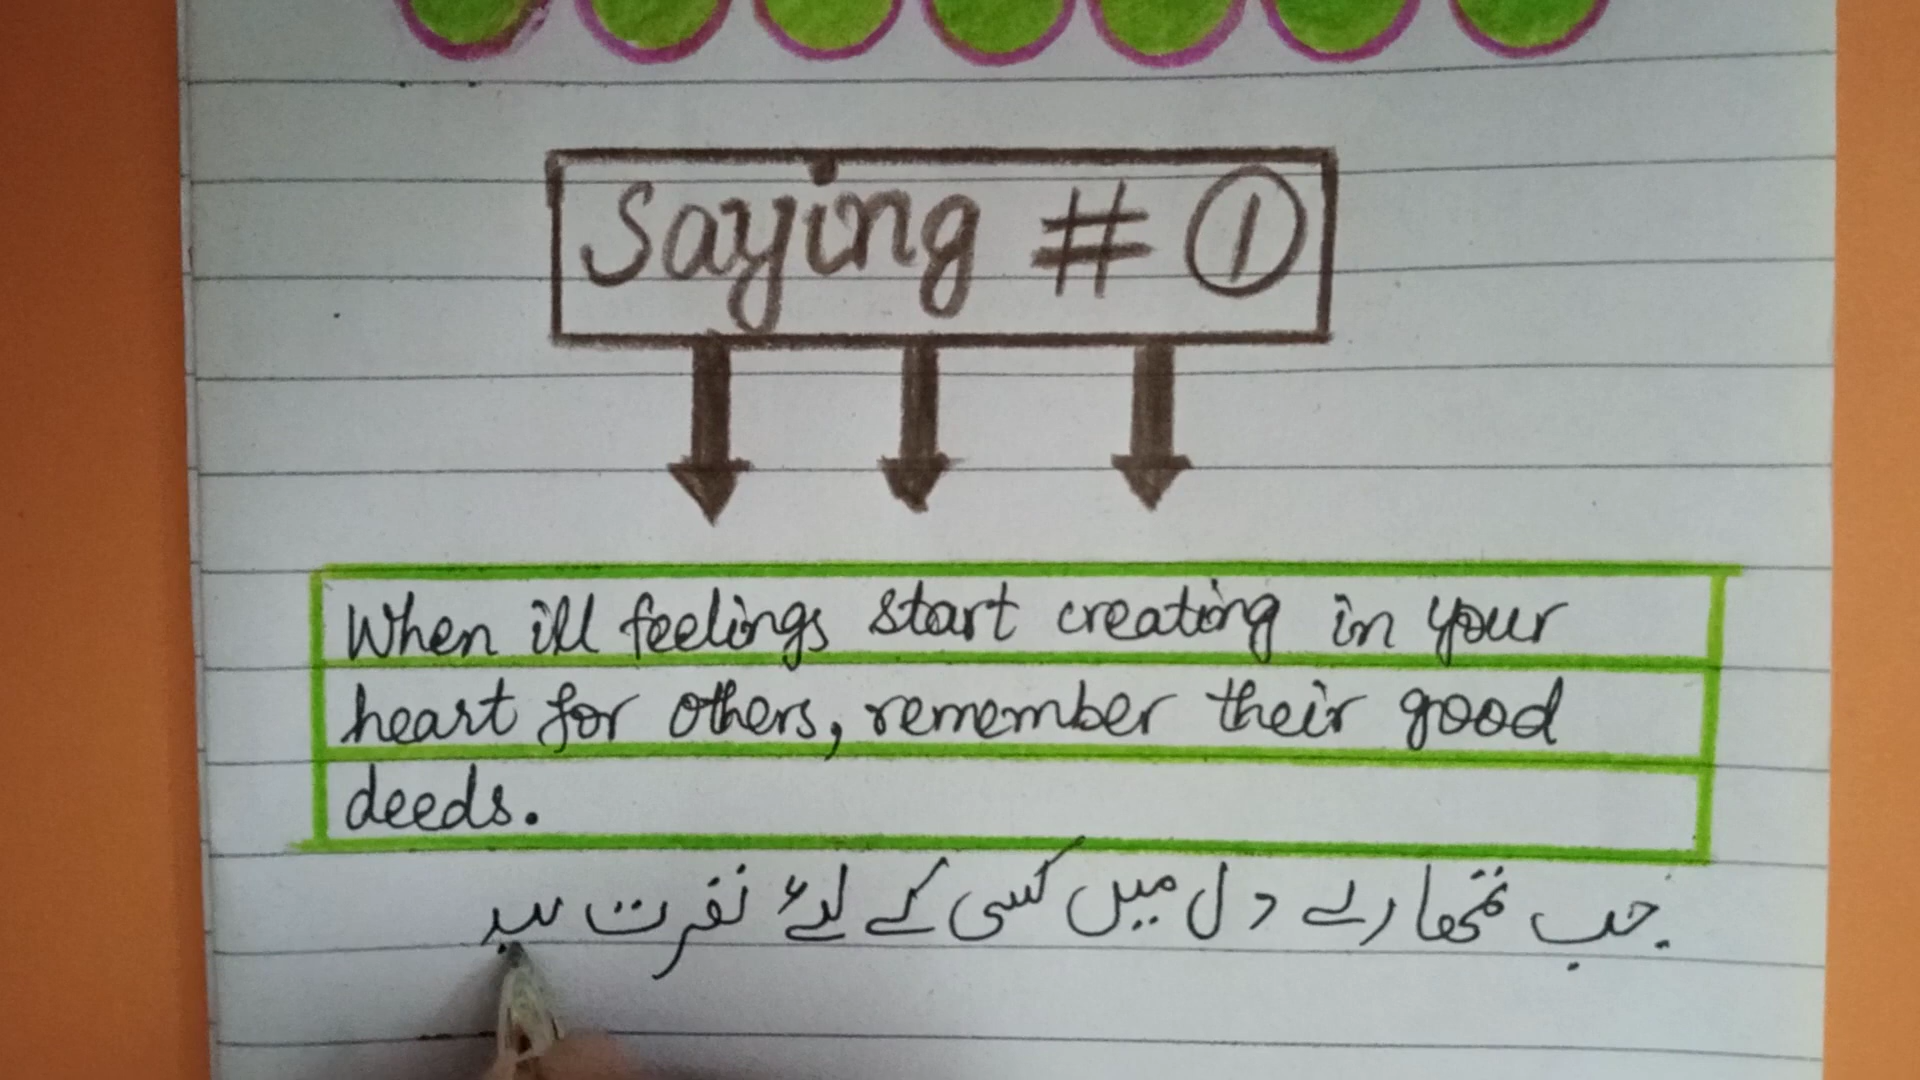 Saying # 1
When ill feelings start creating in your
heart for others, remember their good
deeds.
جب تمھارے دل میں کسی کے لئے نفرت